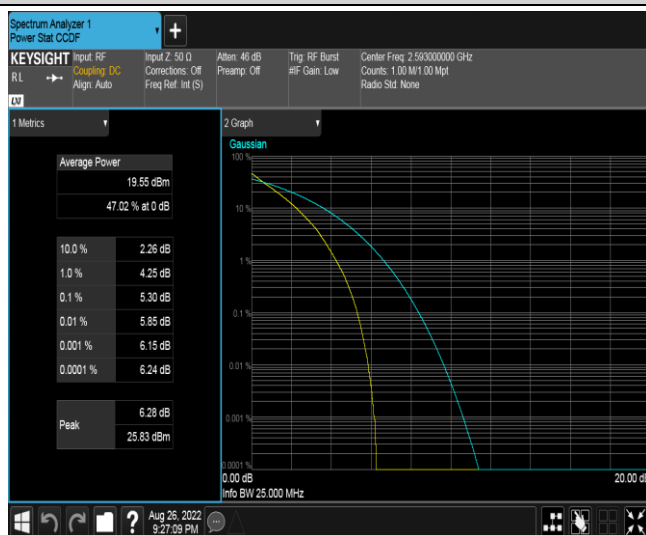 Spectrum Analyzer 1
Power Stat CCDF
+
KEYSIGHT
RL
LXI
Input: RF
Coupling: DC
Align: Auto
Input Z: 50 Ω
Corrections: Off
Freq Ref: Int (S)
Atten: 46 dB
Preamp: Off
Trig: RF Burst
#IF Gain: Low
Center Freq: 2.593000000 GHz
Counts: 1.00 M/1.00 Mpt
Radio Std: None
1 Metrics
Average Power
19.55 dBm
47.02 % at 0 dB
10.0 % 2.26 dB
1.0 % 4.25 dB
0.1 % 5.30 dB
0.01 % 5.85 dB
0.001 % 6.15 dB
0.0001 % 6.24 dB
Peak
6.28 dB
25.83 dBm
2 Graph
Gaussian
100 %
10 %
1 %
0.1 %
0.01 %
0.001 %
0.0001 %
0.00 dB
20.00 dB
Info BW 25.000 MHz
?
Aug 26, 2022
9:27:09 PM